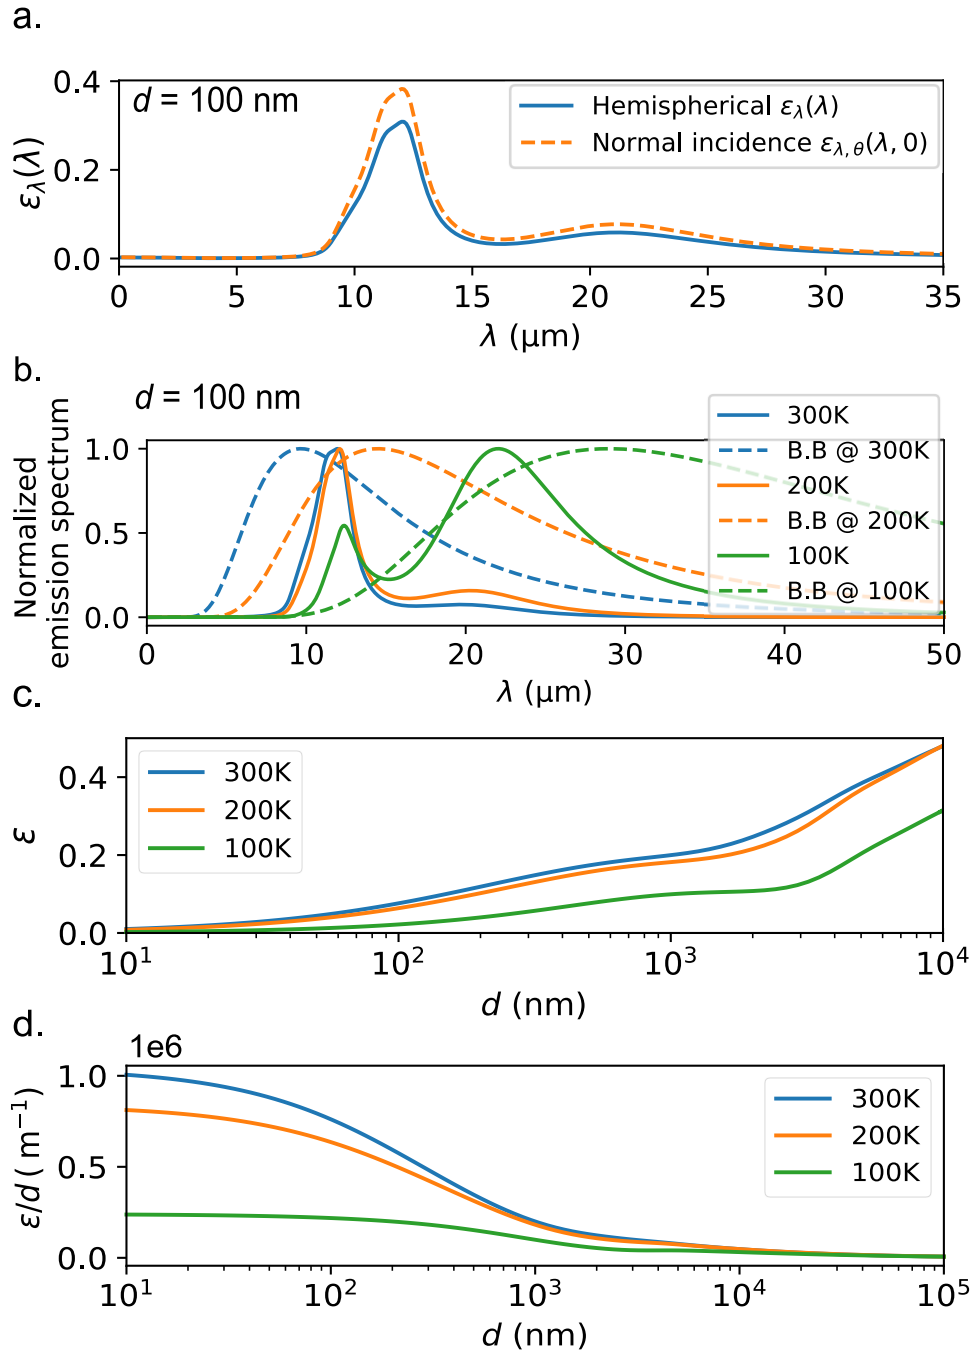 a.
d = 100 nm
Hemispherical ελ(λ)
Normal incidence ελ,θ(λ, 0)
0.4
0.2
0.0
ελ(λ)
0 5 10 15 20 25 30 35
λ (μm)
b.
d = 100 nm
300K
B.B @ 300K
200K
B.B @ 200K
100K
B.B @ 100K
1.0
0.5
0.0
Normalized
emission spectrum
0 10 20 30 40 50
λ (μm)
c.
300K
200K
100K
0.4
0.2
0.0
ε
10¹ 10² 10³ 10⁴
d (nm)
d.
1e6
300K
200K
100K
1.0
0.5
0.0
ε/d ( m⁻¹)
10¹ 10² 10³ 10⁴ 10⁵
d (nm)